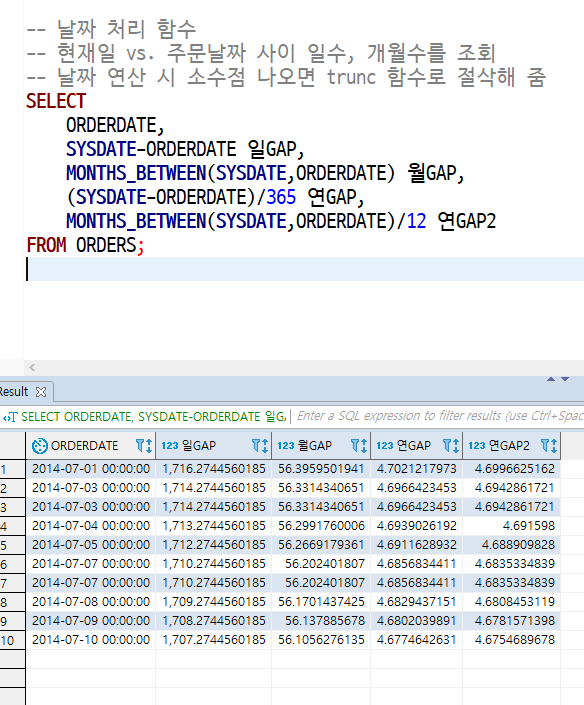 -- 날짜 처리 함수
-- 현재일 vs. 주문날짜 사이 일수, 개월수를 조회
-- 날짜 연산 시 소수점 나오면 trunc 함수로 절삭해 줌
SELECT
ORDERDATE,
SYSDATE-ORDERDATE 일GAP,
MONTHS_BETWEEN(SYSDATE,ORDERDATE) 월GAP,
(SYSDATE-ORDERDATE)/365 연GAP,
MONTHS_BETWEEN(SYSDATE,ORDERDATE)/12 연GAP2
FROM ORDERS;
Result
SELECT ORDERDATE, SYSDATE-ORDERDATE 일G Enter a SQL expression to filter results (use Ctrl+Spac
ORDERDATE 123 일GAP 123 월GAP 123 연GAP 123 연GAP2
1 2014-07-01 00:00:00 1,716.2744560185 56.3959501941 4.7021217973 4.6996625162
2 2014-07-03 00:00:00 1,714.2744560185 56.3314340651 4.6966423453 4.6942861721
3 2014-07-03 00:00:00 1,714.2744560185 56.3314340651 4.6966423453 4.6942861721
4 2014-07-04 00:00:00 1,713.2744560185 56.2991760006 4.6939026192 4.691598
5 2014-07-05 00:00:00 1,712.2744560185 56.2669179361 4.6911628932 4.688909828
6 2014-07-07 00:00:00 1,710.2744560185 56.202401807 4.6856834411 4.6835334839
7 2014-07-07 00:00:00 1,710.2744560185 56.202401807 4.6856834411 4.6835334839
8 2014-07-08 00:00:00 1,709.2744560185 56.1701437425 4.6829437151 4.6808453119
9 2014-07-09 00:00:00 1,708.2744560185 56.137885678 4.6802039891 4.6781571398
10 2014-07-10 00:00:00 1,707.2744560185 56.1056276135 4.6774642631 4.6754689678